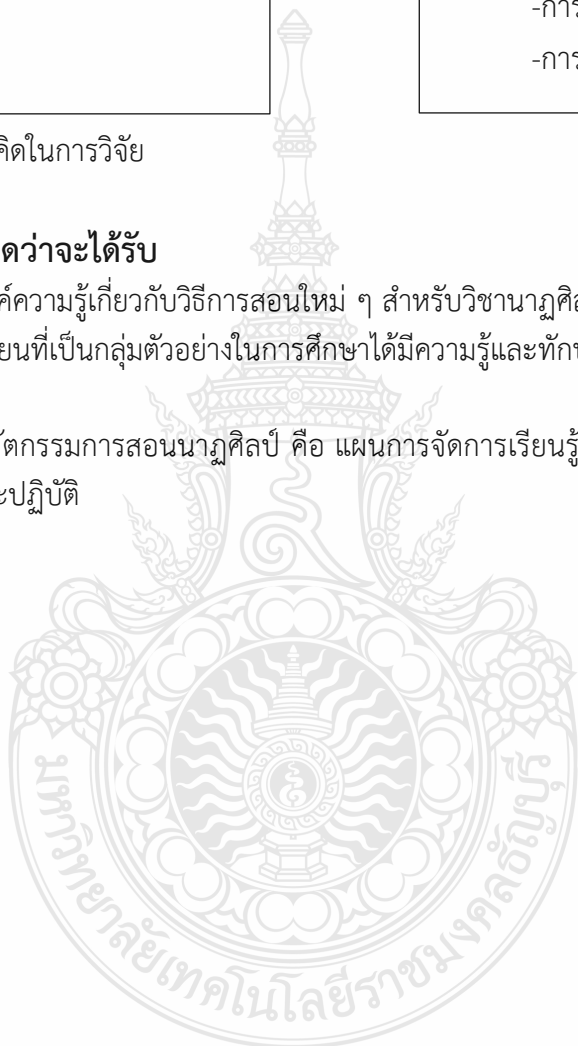 -การ
-การ
คิดในการวิจัย
ดว่าจะได้รับ
ค์ความรู้เกี่ยวกับวิธีการสอนใหม่ ๆ สำหรับวิชานาฏศิล
ยนที่เป็นกลุ่มตัวอย่างในการศึกษาได้มีความรู้และทักษ
ัตกรรมการสอนนาฏศิลป์ คือ แผนการจัดการเรียนรู้
ะปฏิบัติ
มหาวิทยาลัยเทคโนโลยีราชมงคลธัญบุรี